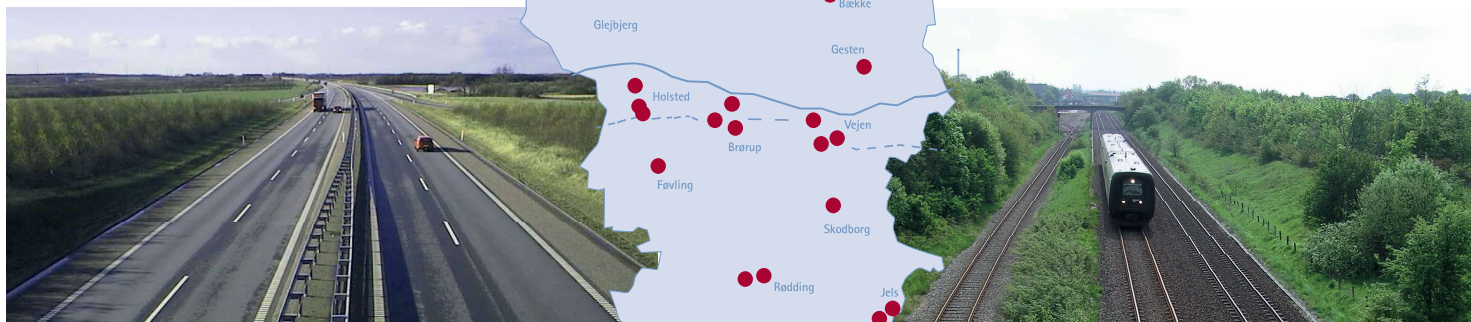 Bække
Glejbjerg
Gesten
Holsted
Vejen
Brørup
Føvling
Skodborg
Rødding
Jels